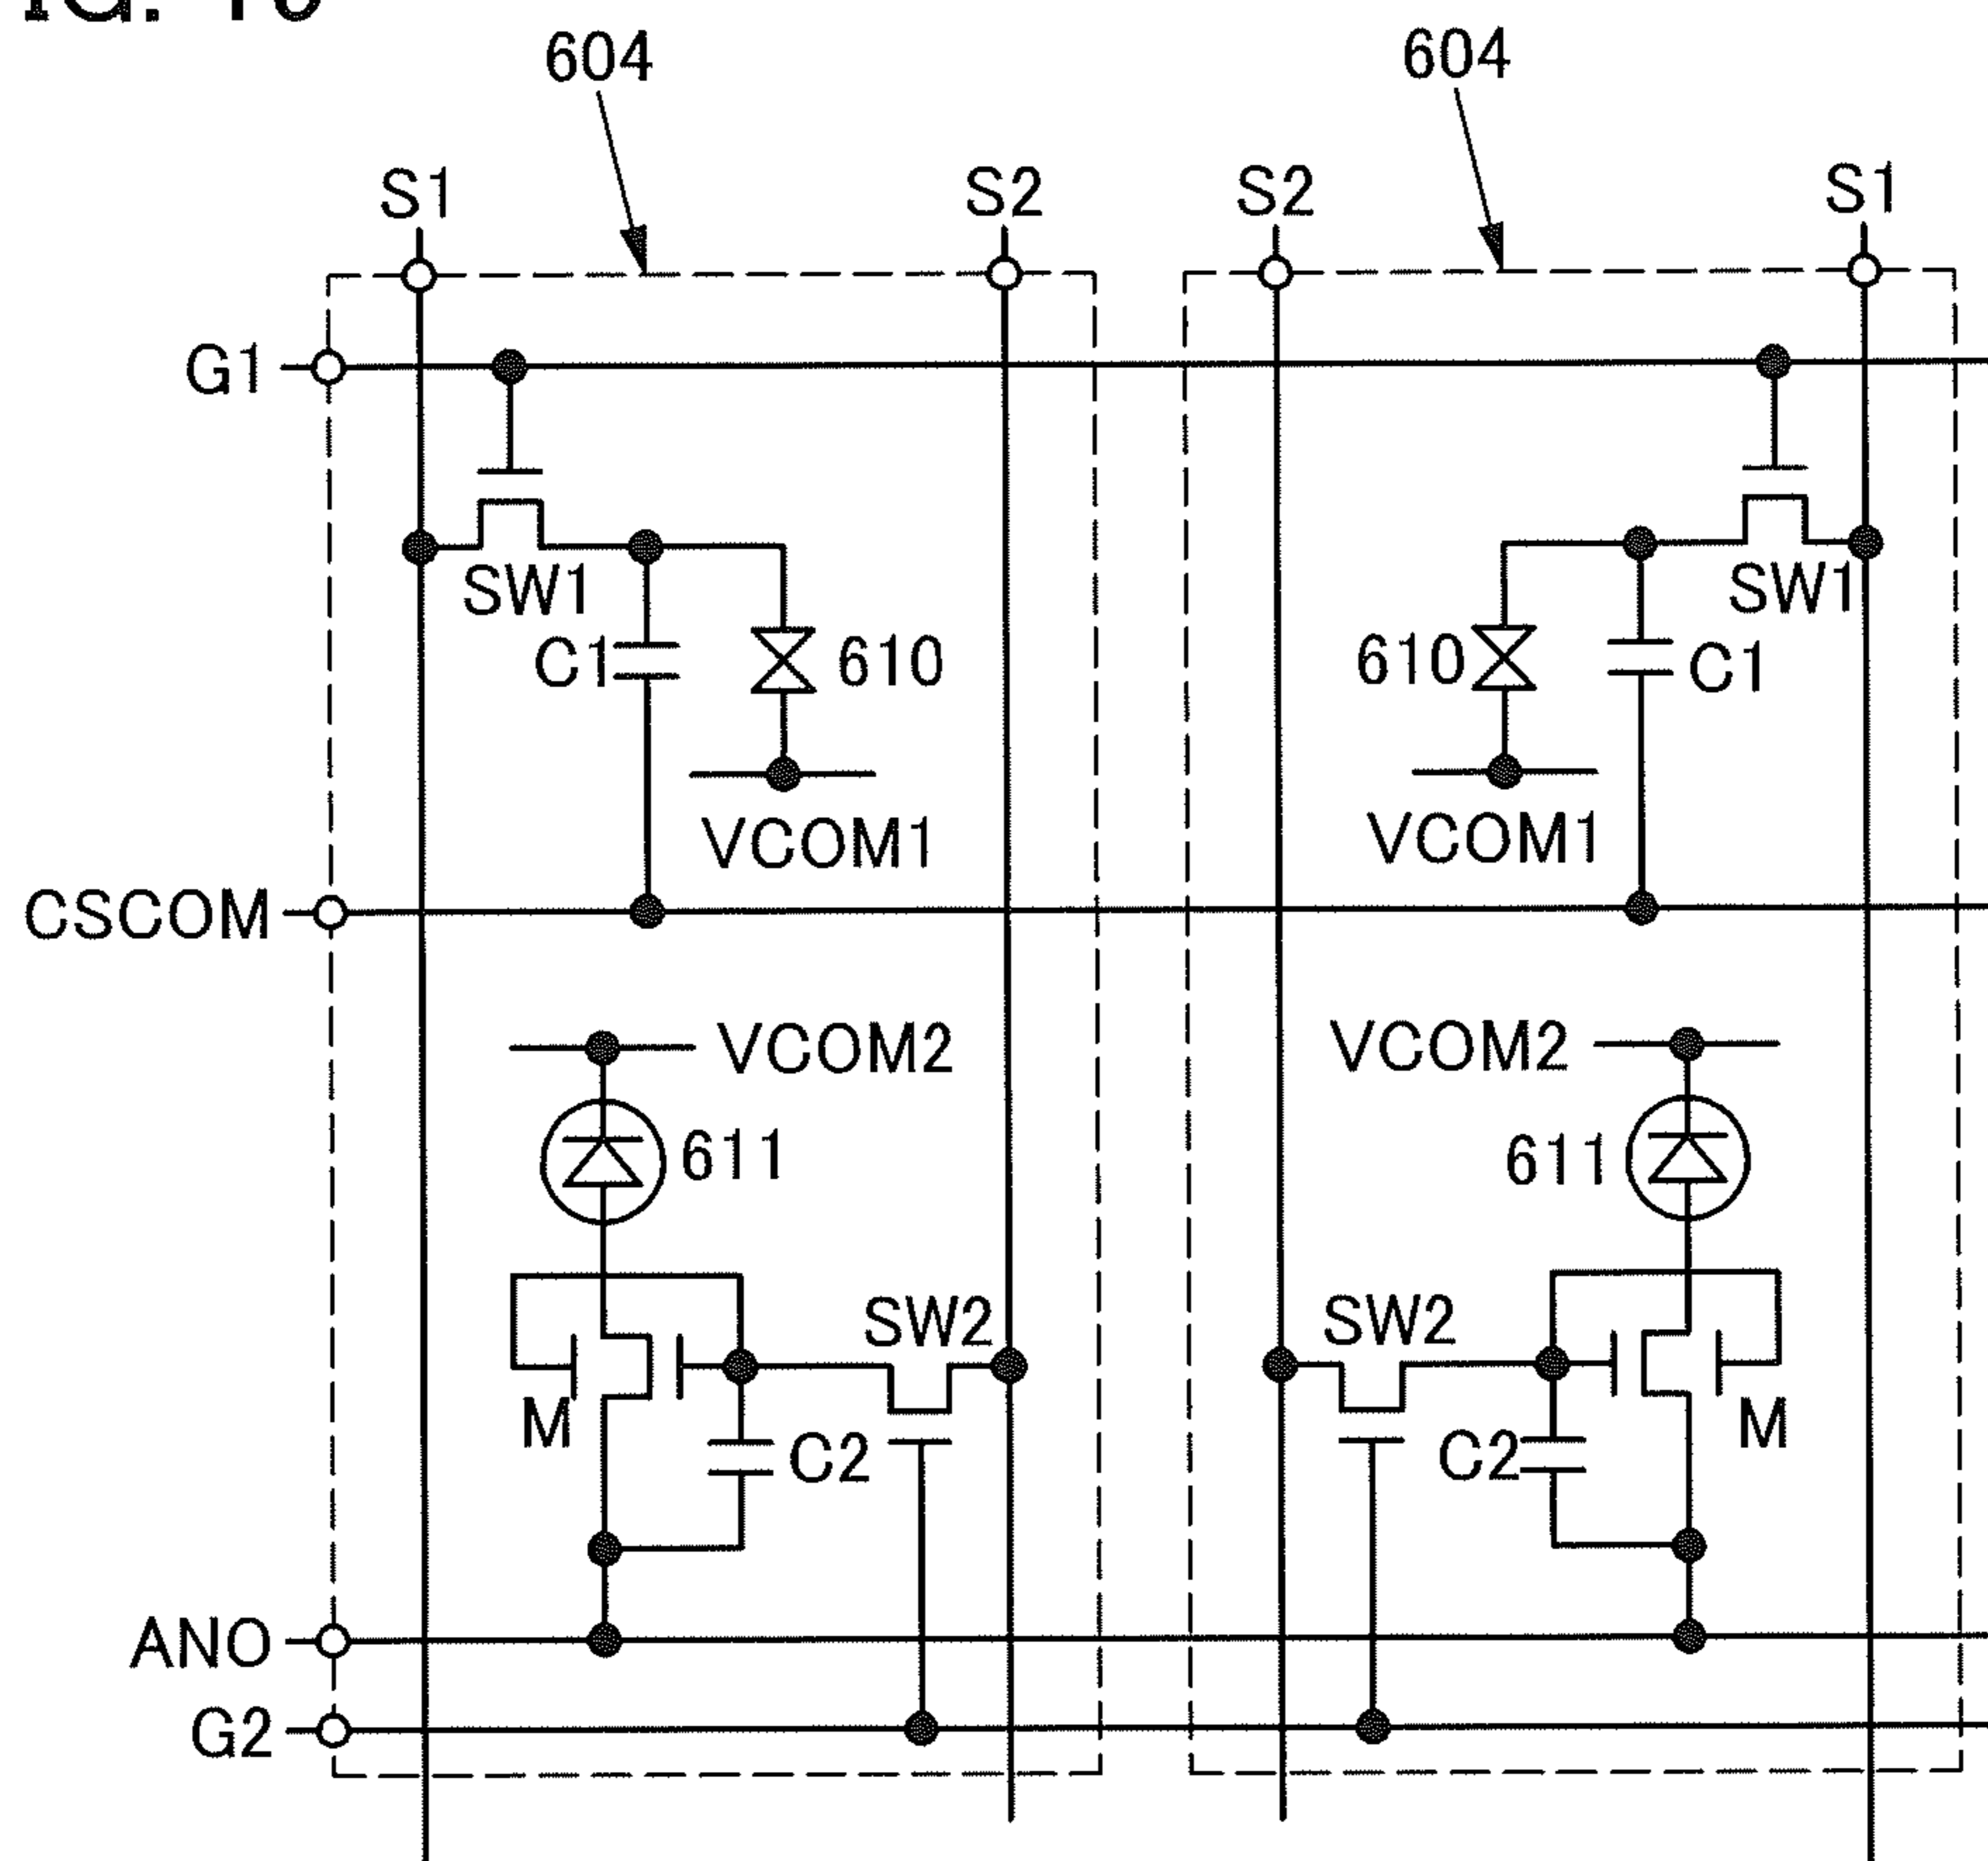 604 604
S1 S2 S2 S1
G1
SW1 SW1
C1 610 610 C1
VCOM1 VCOM1
CSCOM
VCOM2 VCOM2
611 611
SW2 SW2
M C2 C2 M
ANO
G2